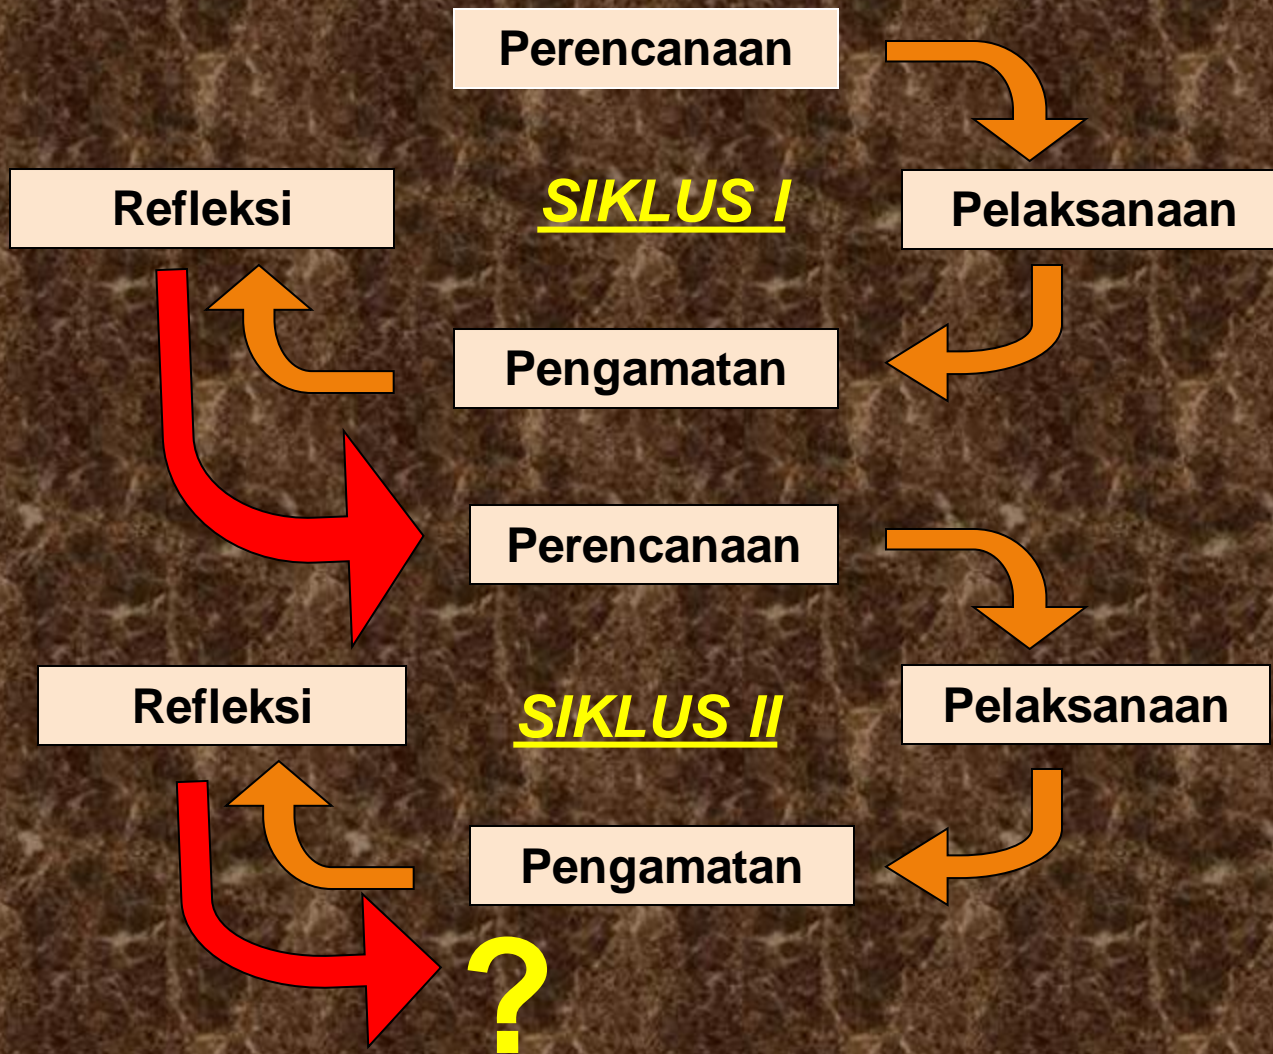 Perencanaan
Refleksi
SIKLUS I
Pelaksanaan
Pengamatan
Perencanaan
Refleksi
SIKLUS II
Pelaksanaan
Pengamatan
?